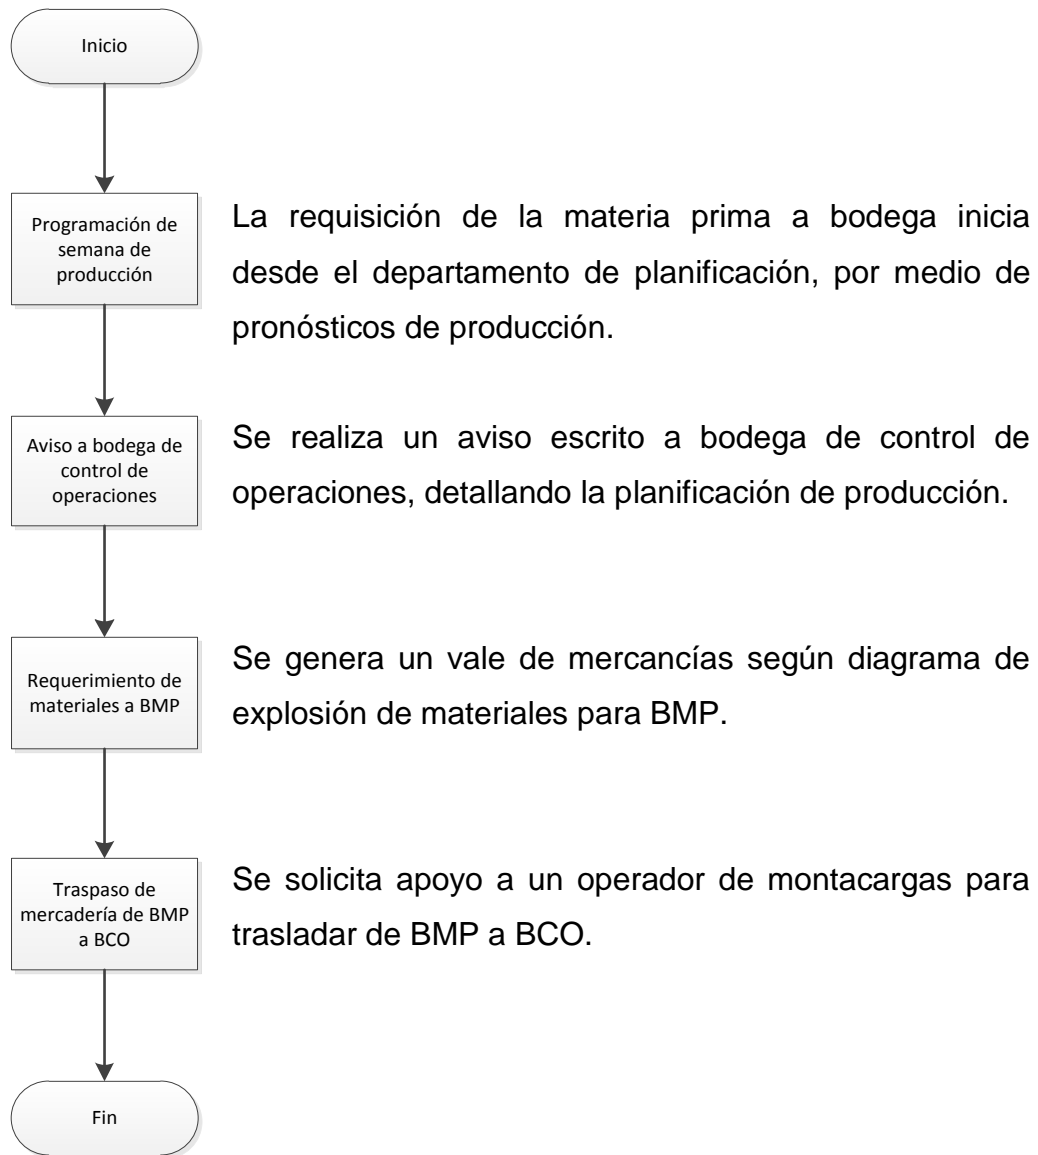 Inicio
Programación de
semana de
producción
La requisición de la materia prima a bodega inicia
desde el departamento de planificación, por medio de
pronósticos de producción.
Aviso a bodega de
control de
operaciones
Se realiza un aviso escrito a bodega de control de
operaciones, detallando la planificación de producción.
Requerimiento de
materiales a BMP
Se genera un vale de mercancías según diagrama de
explosión de materiales para BMP.
Traspaso de
mercadería de BMP
a BCO
Se solicita apoyo a un operador de montacargas para
trasladar de BMP a BCO.
Fin